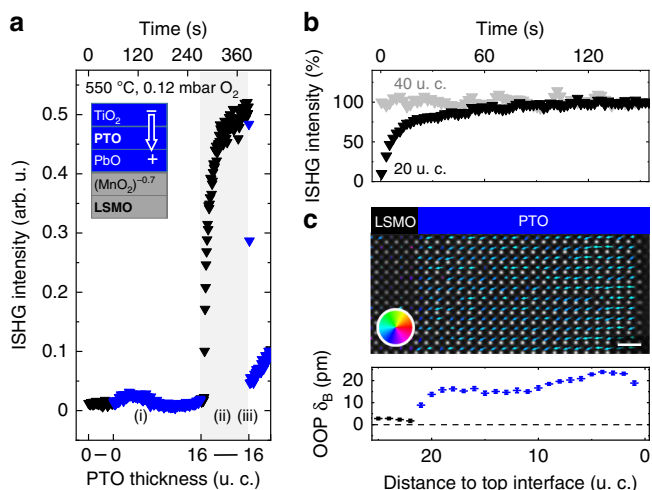 a
Time (s)
0 120 240 360
550 °C, 0.12 mbar O2
0.5
0.4
0.3
0.2
0.1
0
ISHG intensity (arb. u.)
TiO2
PTO
PbO
−
+
(MnO2)−0.7
LSMO
(i)
(ii)
(iii)
0 – 0 16 — 16
PTO thickness (u. c.)
b
Time (s)
0 60 120
100
75
50
25
0
ISHG intensity (%)
40 u. c.
20 u. c.
c
LSMO PTO
20
0
OOP δB (pm)
20 10 0
Distance to top interface (u. c.)